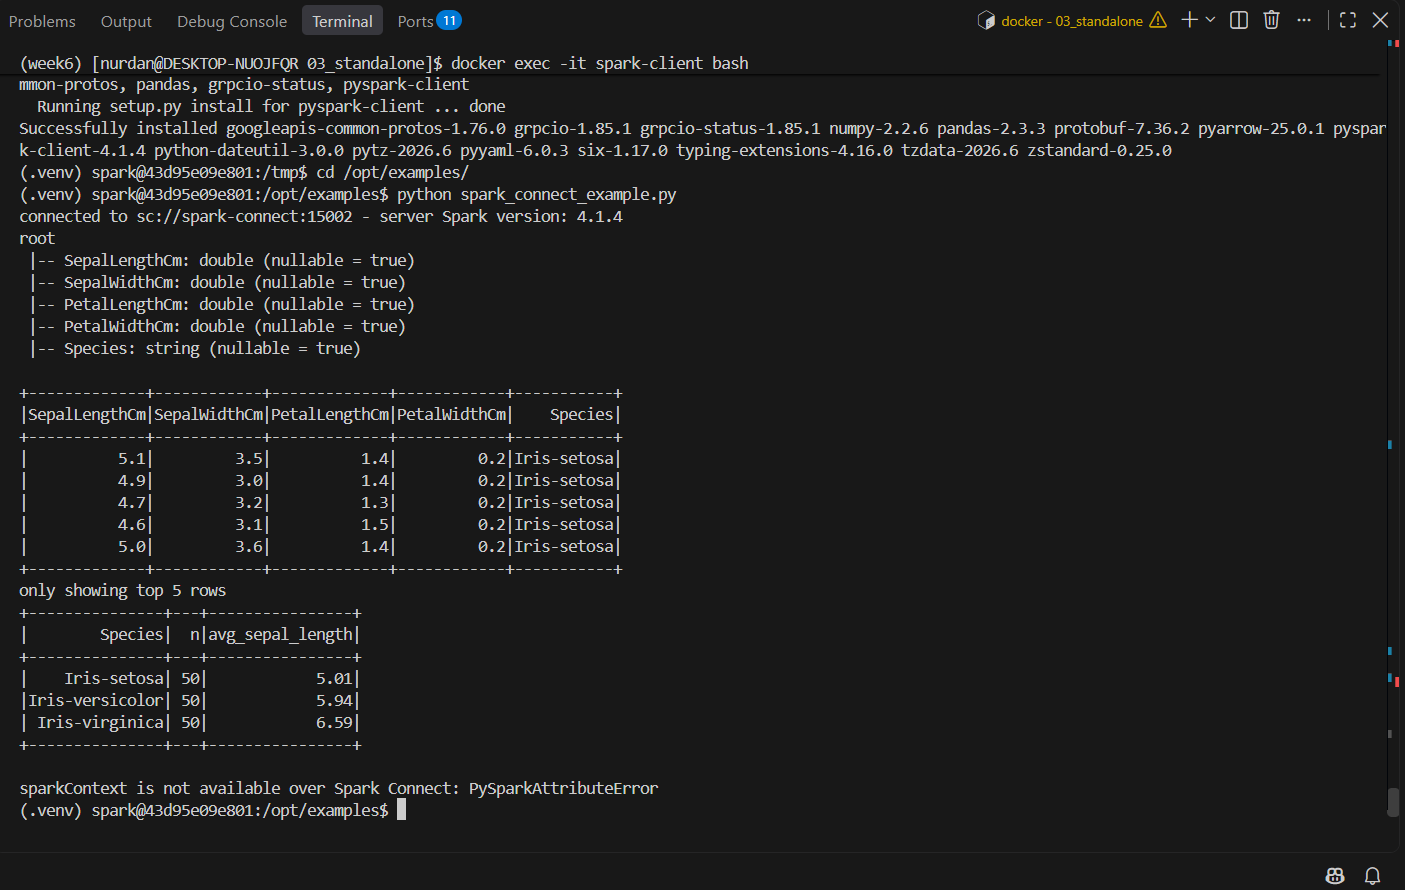 Problems Output Debug Console Terminal Ports 11 docker - 03_standalone
(week6) [nurdan@DESKTOP-NUOJFQR 03_standalone]$ docker exec -it spark-client bash
mmon-protos, pandas, grpcio-status, pyspark-client
  Running setup.py install for pyspark-client ... done
Successfully installed googleapis-common-protos-1.76.0 grpcio-1.85.1 grpcio-status-1.85.1 numpy-2.2.6 pandas-2.3.3 protobuf-7.36.2 pyarrow-25.0.1 pyspar
k-client-4.1.4 python-dateutil-3.0.0 pytz-2026.6 pyyaml-6.0.3 six-1.17.0 typing-extensions-4.16.0 tzdata-2026.6 zstandard-0.25.0
(.venv) spark@43d95e09e801:/tmp$ cd /opt/examples/
(.venv) spark@43d95e09e801:/opt/examples$ python spark_connect_example.py
connected to sc://spark-connect:15002 - server Spark version: 4.1.4
root
 |-- SepalLengthCm: double (nullable = true)
 |-- SepalWidthCm: double (nullable = true)
 |-- PetalLengthCm: double (nullable = true)
 |-- PetalWidthCm: double (nullable = true)
 |-- Species: string (nullable = true)

+-------------+------------+-------------+------------+-----------+
|SepalLengthCm|SepalWidthCm|PetalLengthCm|PetalWidthCm|    Species|
+-------------+------------+-------------+------------+-----------+
|          5.1|         3.5|          1.4|         0.2|Iris-setosa|
|          4.9|         3.0|          1.4|         0.2|Iris-setosa|
|          4.7|         3.2|          1.3|         0.2|Iris-setosa|
|          4.6|         3.1|          1.5|         0.2|Iris-setosa|
|          5.0|         3.6|          1.4|         0.2|Iris-setosa|
+-------------+------------+-------------+------------+-----------+
only showing top 5 rows
+---------------+---+----------------+
|        Species|  n|avg_sepal_length|
+---------------+---+----------------+
|    Iris-setosa| 50|            5.01|
|Iris-versicolor| 50|            5.94|
| Iris-virginica| 50|            6.59|
+---------------+---+----------------+

sparkContext is not available over Spark Connect: PySparkAttributeError
(.venv) spark@43d95e09e801:/opt/examples$